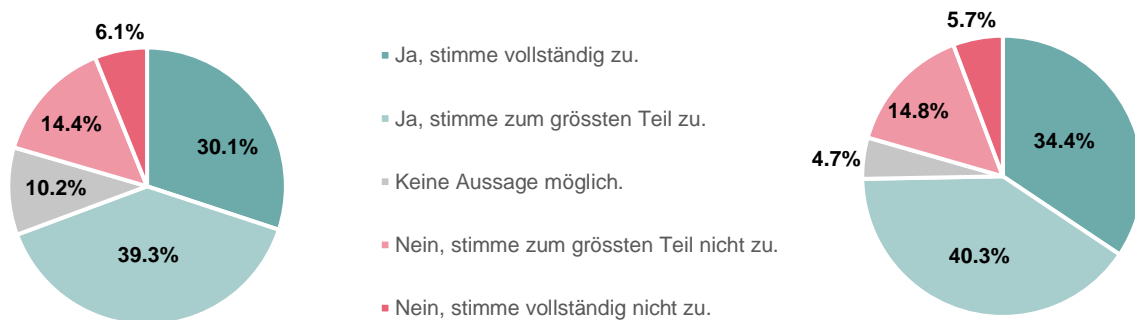 6.1%
30.1%
39.3%
10.2%
14.4%
Ja, stimme vollständig zu.
Ja, stimme zum grössten Teil zu.
Keine Aussage möglich.
Nein, stimme zum grössten Teil nicht zu.
Nein, stimme vollständig nicht zu.
5.7%
34.4%
40.3%
4.7%
14.8%